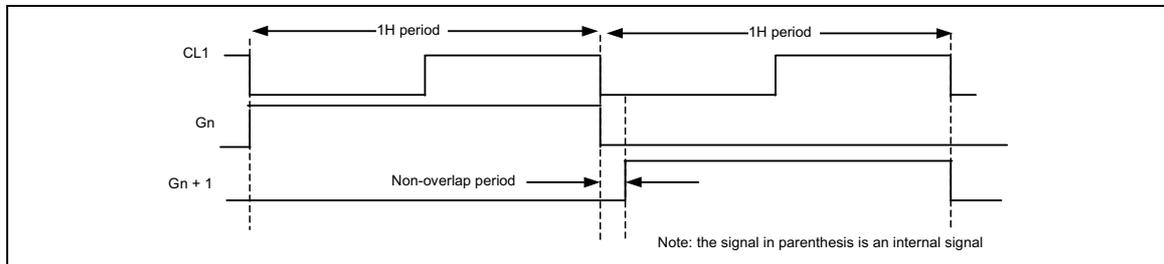 1H period
1H period
CL1
Gn
Gn + 1
Non-overlap period
Note: the signal in parenthesis is an internal signal